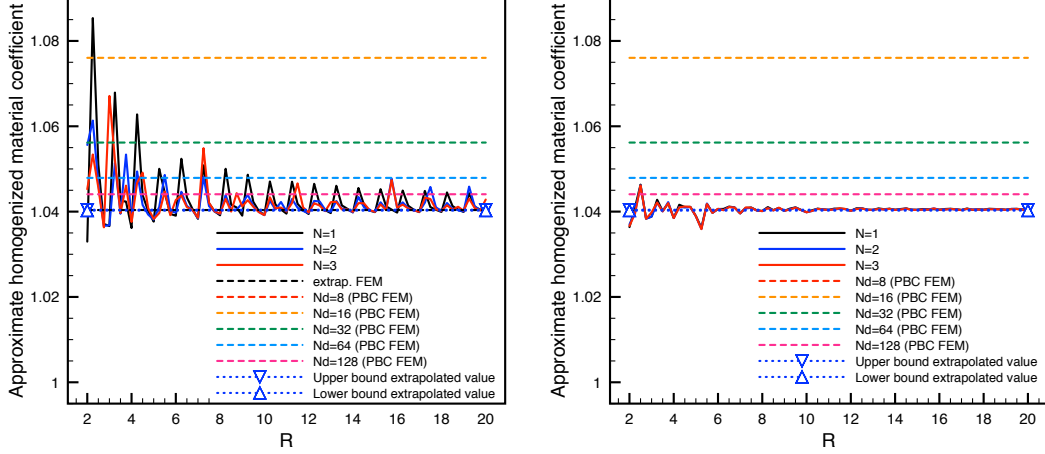 Approximate homogenized material coefficient
1.08
1.06
1.04
1.02
1
N=1
N=2
N=3
extrap. FEM
Nd=8 (PBC FEM)
Nd=16 (PBC FEM)
Nd=32 (PBC FEM)
Nd=64 (PBC FEM)
Nd=128 (PBC FEM)
Upper bound extrapolated value
Lower bound extrapolated value
2 4 6 8 10 12 14 16 18 20
R
Approximate homogenized material coefficient
1.08
1.06
1.04
1.02
1
N=1
N=2
N=3
Nd=8 (PBC FEM)
Nd=16 (PBC FEM)
Nd=32 (PBC FEM)
Nd=64 (PBC FEM)
Nd=128 (PBC FEM)
Upper bound extrapolated value
Lower bound extrapolated value
2 4 6 8 10 12 14 16 18 20
R